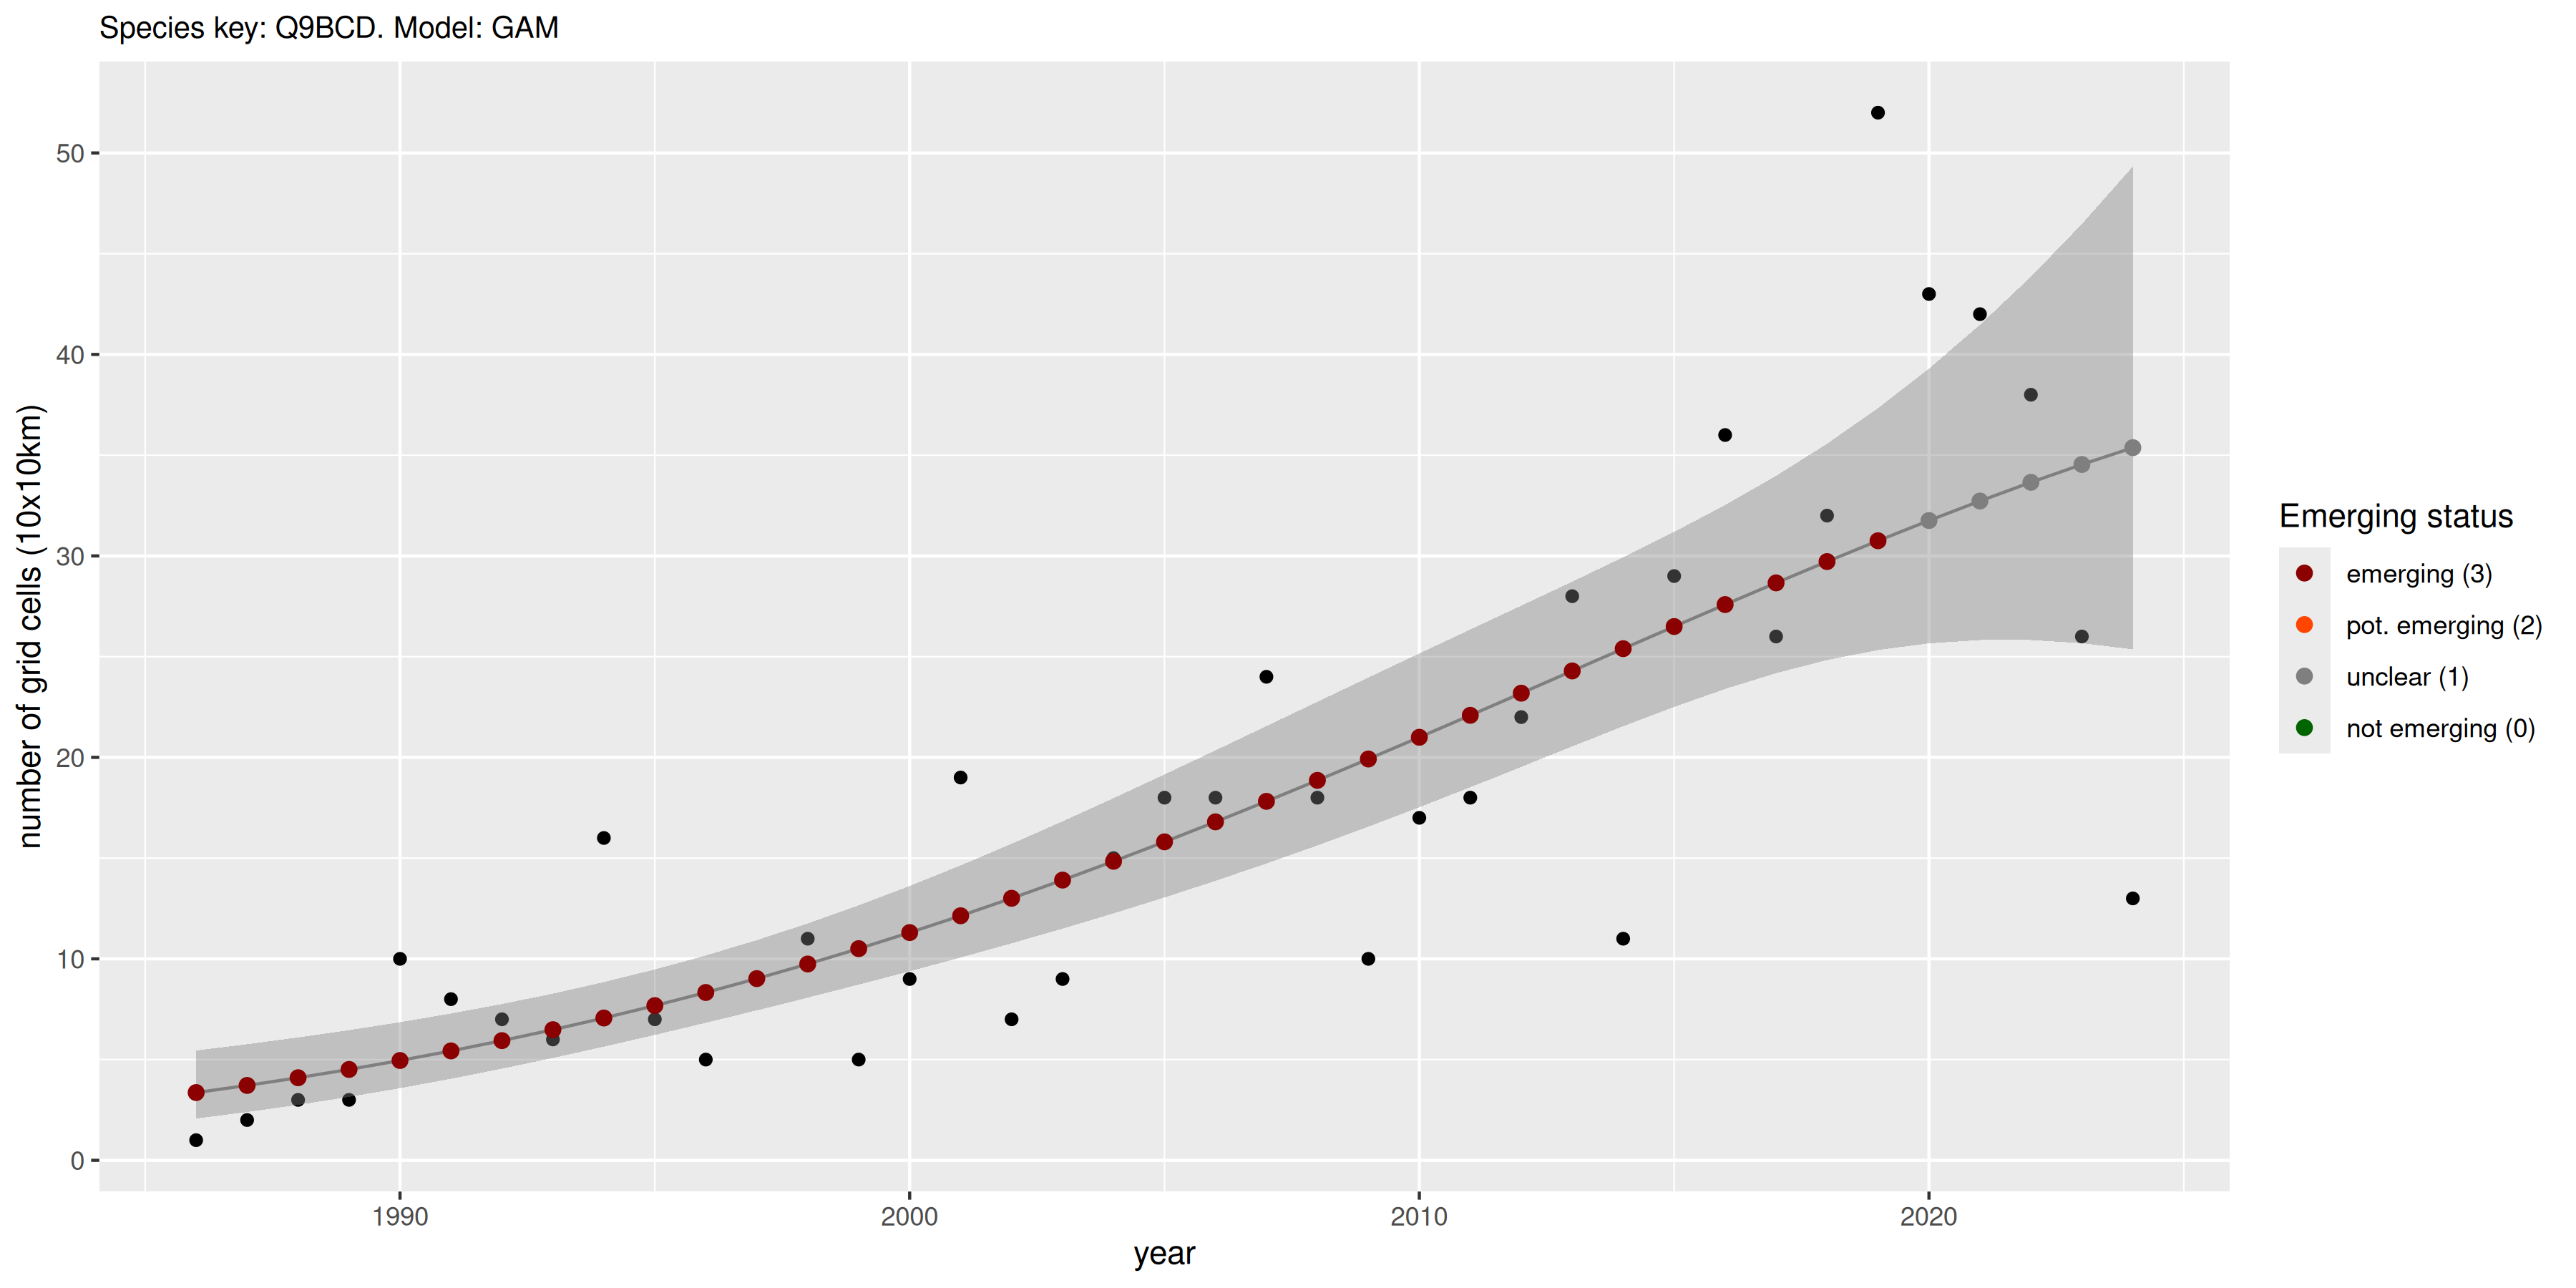 Species key: Q9BCD. Model: GAM
number of grid cells (10x10km)
50
40
30
20
10
0
1990
2000
2010
2020
year
Emerging status
emerging (3)
pot. emerging (2)
unclear (1)
not emerging (0)